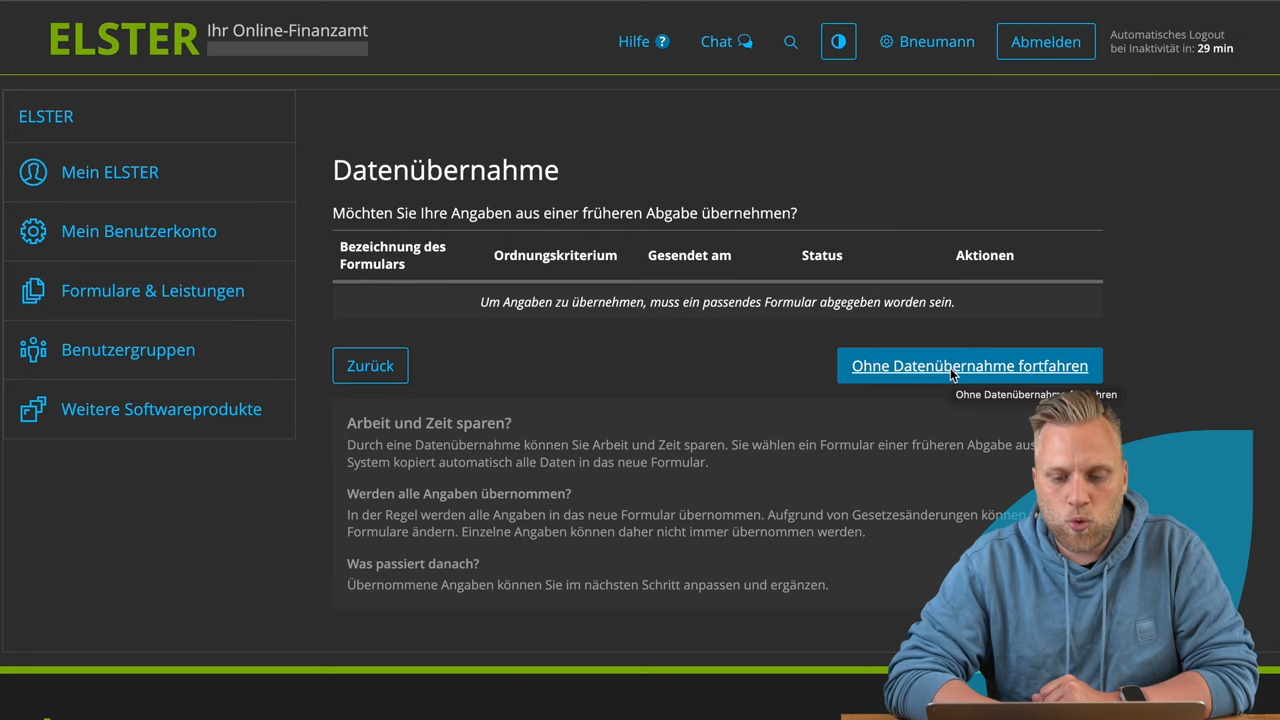 ELSTER
Ihr Online-Finanzamt
Hilfe ?
Chat
Bneumann
Abmelden
Automatisches Logout
bei Inaktivität in: 29 min
ELSTER
Mein ELSTER
Mein Benutzerkonto
Formulare & Leistungen
Benutzergruppen
Weitere Softwareprodukte
Datenübernahme
Möchten Sie Ihre Angaben aus einer früheren Abgabe übernehmen?
Bezeichnung des
Formulars
Ordnungskriterium
Gesendet am
Status
Aktionen
Um Angaben zu übernehmen, muss ein passendes Formular abgegeben worden sein.
Zurück
Ohne Datenübernahme fortfahren
Ohne Datenübernahme
Arbeit und Zeit sparen?
Durch eine Datenübernahme können Sie Arbeit und Zeit sparen. Sie wählen ein Formular einer früheren Abgabe
System kopiert automatisch alle Daten in das neue Formular.
Werden alle Angaben übernommen?
In der Regel werden alle Angaben in das neue Formular übernommen. Aufgrund von Gesetzesänderungen
Formulare ändern. Einzelne Angaben können daher nicht immer übernommen werden.
Was passiert danach?
Übernommene Angaben können Sie im nächsten Schritt anpassen und ergänzen.